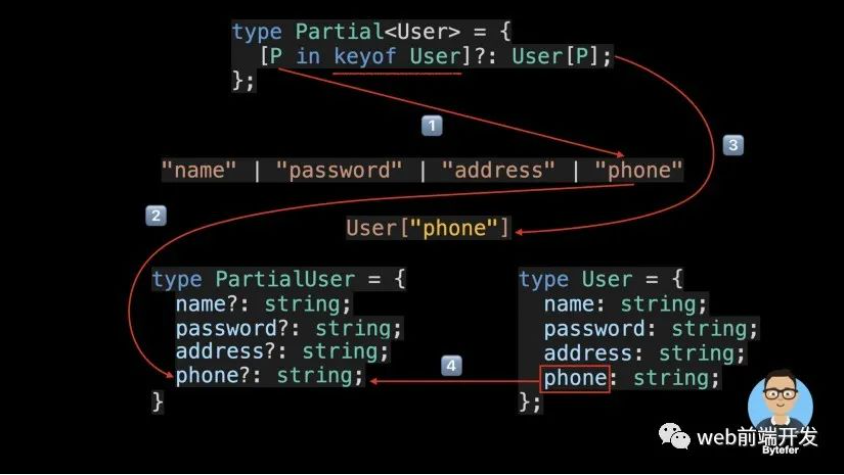 type Partial<User> = {
[P in keyof User]?: User[P];
};
1
3
"name" | "password" | "address" | "phone"
2
User["phone"]
type PartialUser = {
name?: string;
password?: string;
address?: string;
phone?: string;
}
4
type User = {
name: string;
password: string;
address: string;
phone: string;
};
web前端开发
Bytefer